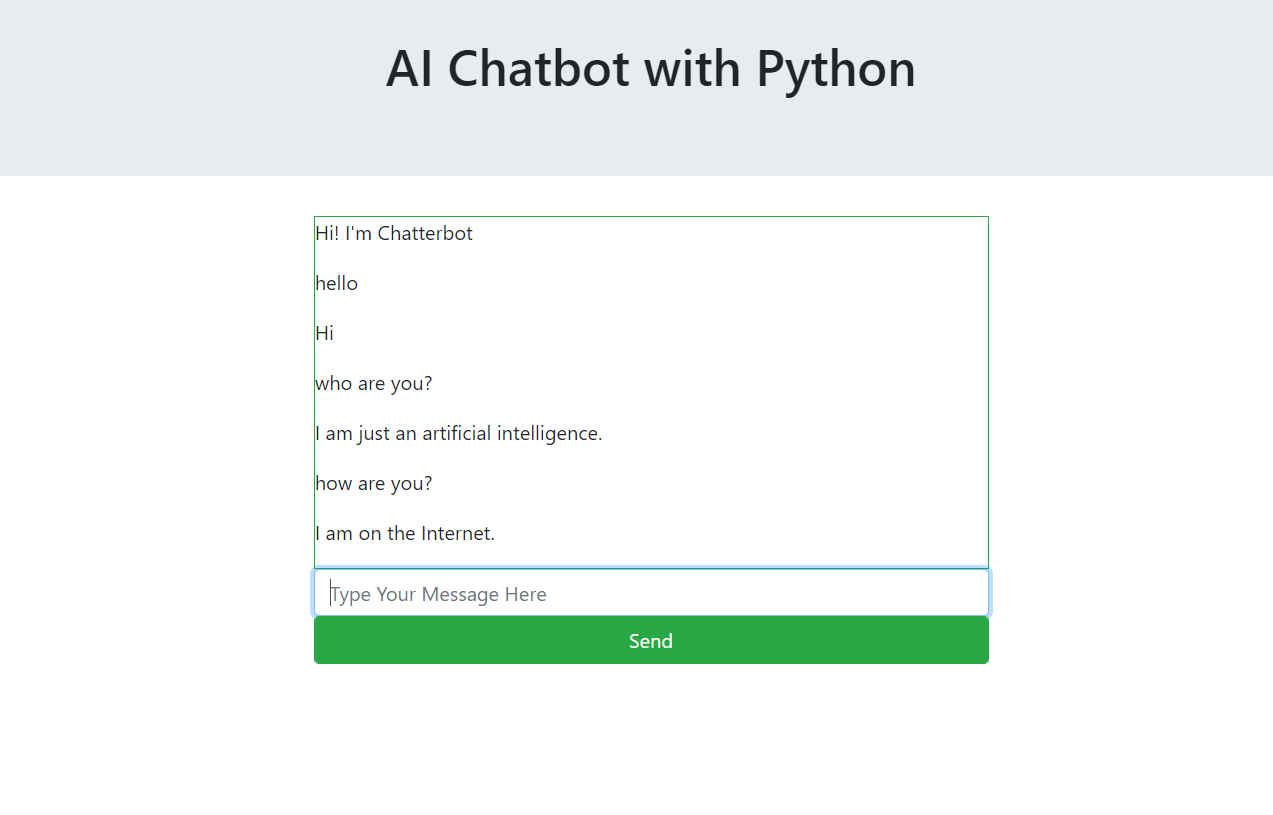 AI Chatbot with Python
Hi! I'm Chatterbot
hello
Hi
who are you?
I am just an artificial intelligence.
how are you?
I am on the Internet.
Type Your Message Here
Send